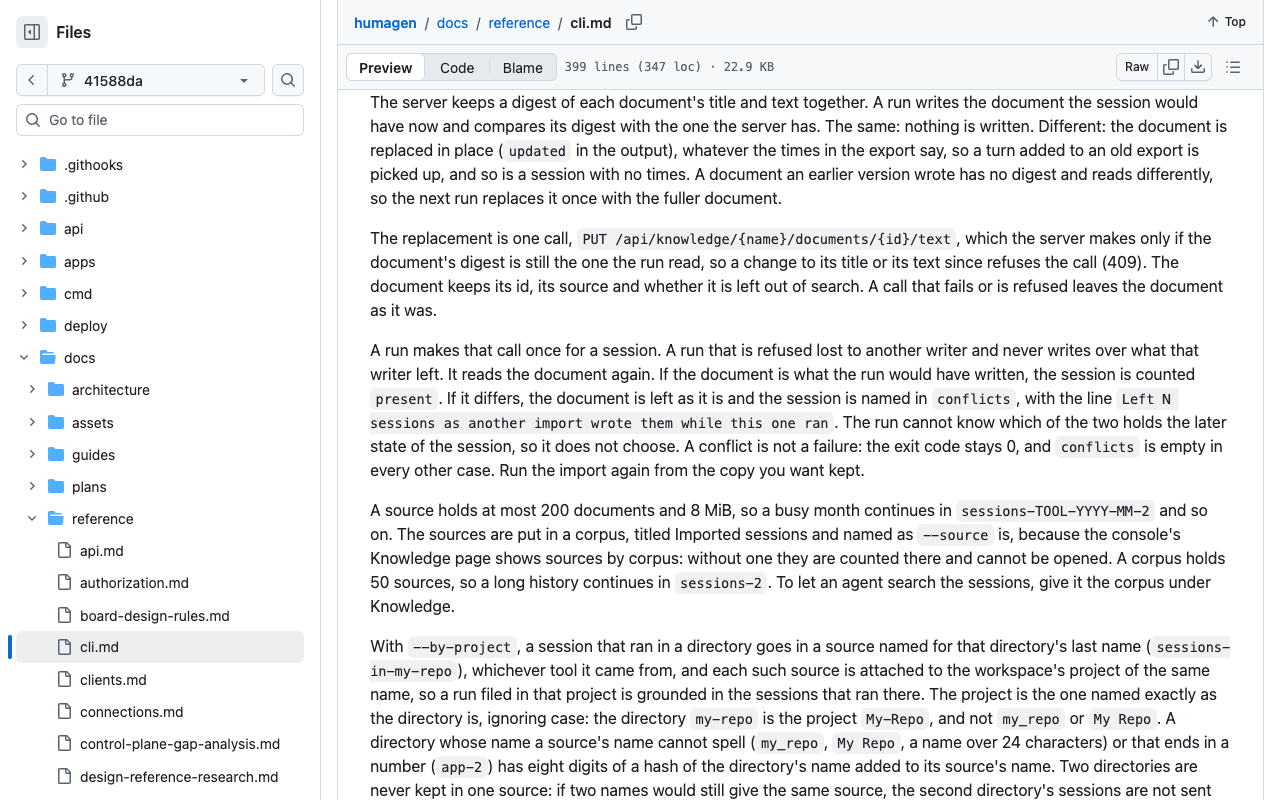 Files
humagen / docs / reference / cli.md
Top
41588da
Preview Code Blame 399 lines (347 loc) · 22.9 KB
Raw
Go to file
.githooks
.github
api
apps
cmd
deploy
docs
architecture
assets
guides
plans
reference
api.md
authorization.md
board-design-rules.md
cli.md
clients.md
connections.md
control-plane-gap-analysis.md
design-reference-research.md
The server keeps a digest of each document's title and text together. A run writes the document the session would
have now and compares its digest with the one the server has. The same: nothing is written. Different: the document is
replaced in place ( updated in the output), whatever the times in the export say, so a turn added to an old export is
picked up, and so is a session with no times. A document an earlier version wrote has no digest and reads differently,
so the next run replaces it once with the fuller document.
The replacement is one call, PUT /api/knowledge/{name}/documents/{id}/text , which the server makes only if the
document's digest is still the one the run read, so a change to its title or its text since refuses the call (409). The
document keeps its id, its source and whether it is left out of search. A call that fails or is refused leaves the document
as it was.
A run makes that call once for a session. A run that is refused lost to another writer and never writes over what that
writer left. It reads the document again. If the document is what the run would have written, the session is counted
present . If it differs, the document is left as it is and the session is named in conflicts , with the line Left N
sessions as another import wrote them while this one ran . The run cannot know which of the two holds the later
state of the session, so it does not choose. A conflict is not a failure: the exit code stays 0, and conflicts is empty in
every other case. Run the import again from the copy you want kept.
A source holds at most 200 documents and 8 MiB, so a busy month continues in sessions-TOOL-YYYY-MM-2 and so
on. The sources are put in a corpus, titled Imported sessions and named as --source is, because the console's
Knowledge page shows sources by corpus: without one they are counted there and cannot be opened. A corpus holds
50 sources, so a long history continues in sessions-2 . To let an agent search the sessions, give it the corpus under
Knowledge.
With --by-project , a session that ran in a directory goes in a source named for that directory's last name ( sessions-
in-my-repo ), whichever tool it came from, and each such source is attached to the workspace's project of the same
name, so a run filed in that project is grounded in the sessions that ran there. The project is the one named exactly as
the directory is, ignoring case: the directory my-repo is the project My-Repo , and not my_repo or My Repo . A
directory whose name a source's name cannot spell ( my_repo , My Repo , a name over 24 characters) or that ends in a
number ( app-2 ) has eight digits of a hash of the directory's name added to its source's name. Two directories are
never kept in one source: if two names would still give the same source, the second directory's sessions are not sent